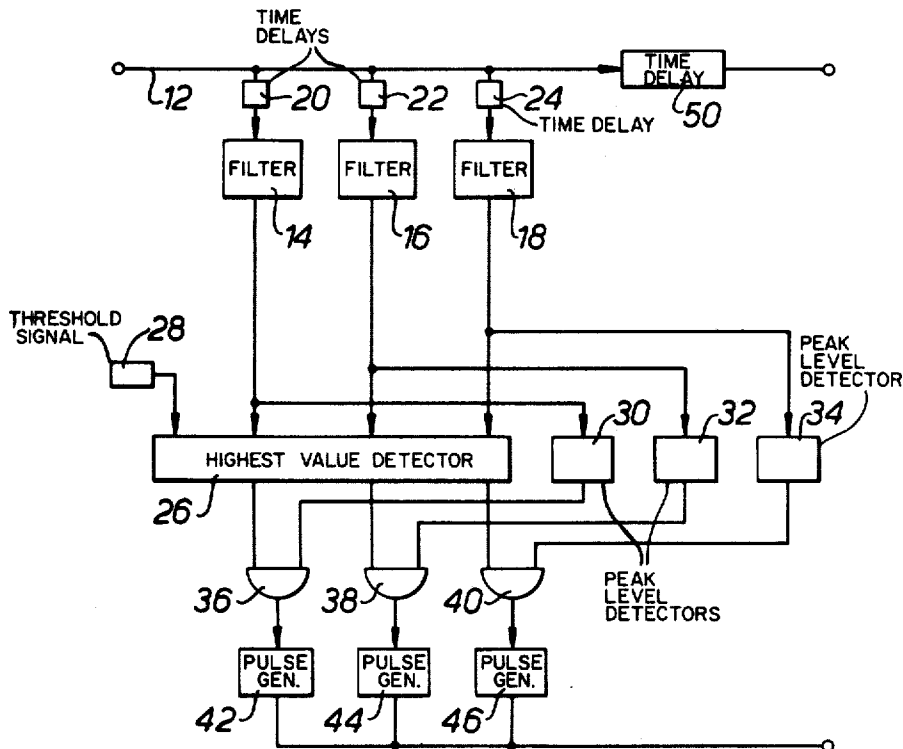 TIME
DELAYS
TIME
DELAY
12
20
22
24
50
TIME DELAY
FILTER
FILTER
FILTER
14
16
18
THRESHOLD
SIGNAL
28
PEAK
LEVEL
DETECTOR
30
32
34
HIGHEST VALUE DETECTOR
26
36
38
40
PEAK
LEVEL
DETECTORS
PULSE
GEN.
PULSE
GEN.
PULSE
GEN.
42
44
46